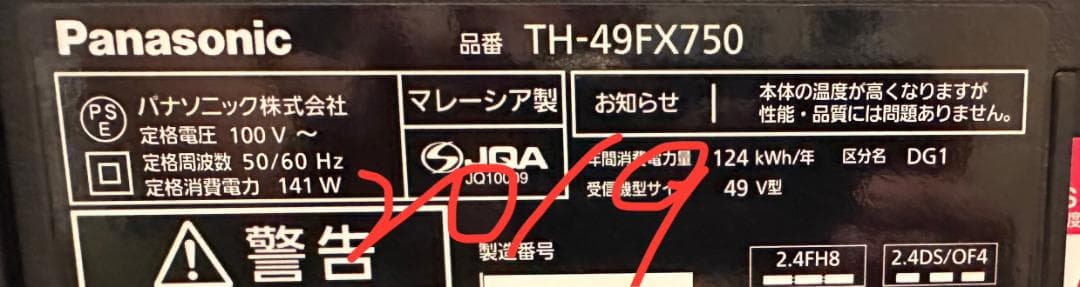 Panasonic 品番 TH-49FX750
PS E
パナソニック株式会社
定格電圧 100 V ～
定格周波数 50/60 Hz
定格消費電力 141 W
マレーシア製
JQA
JQ10009
お知らせ
本体の温度が高くなりますが
性能・品質には問題ありません。
年間消費電力量 124 kWh/年 区分名 DG1
受信機型サイズ 49 V型
2019
警告
製造番号
2.4FH8
2.4DS/OF4
S
度